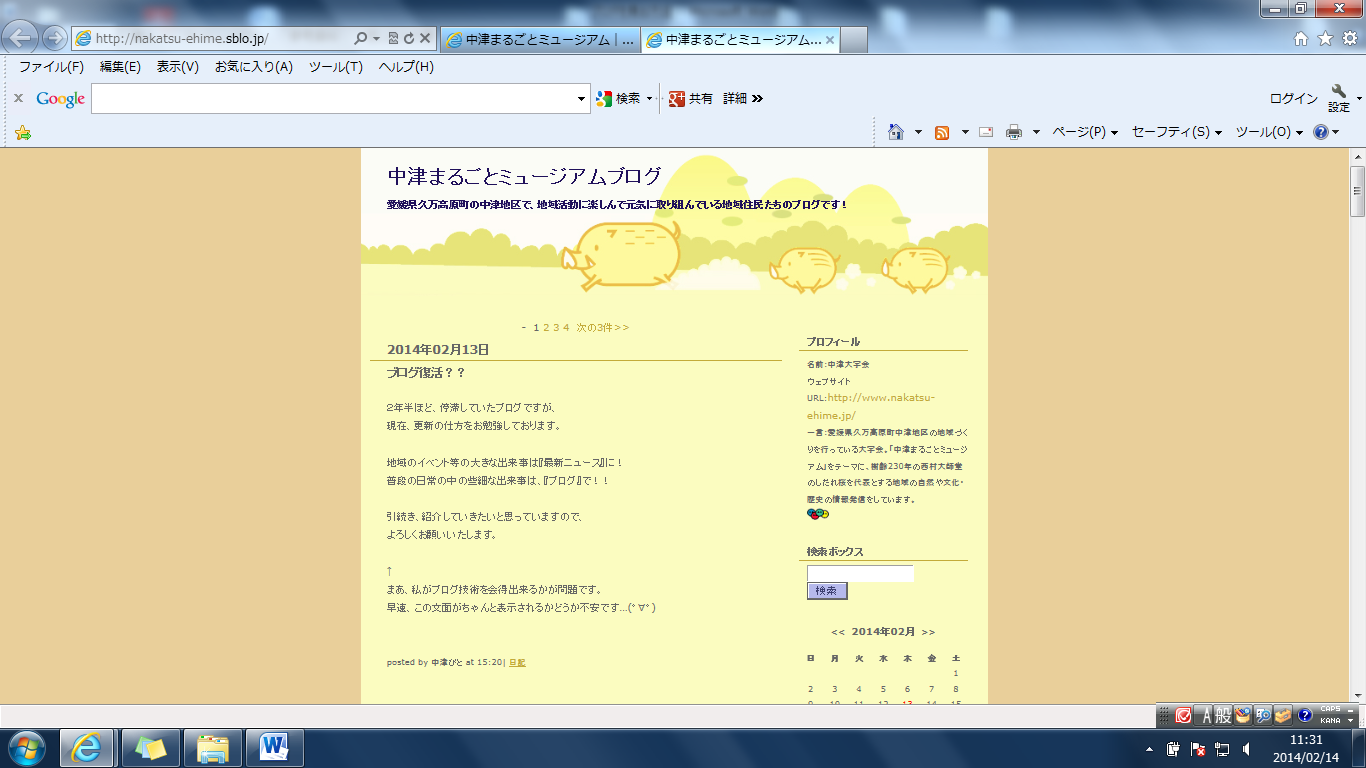 http://nakatsu-ehime.sblo.jp/
中津まるごとミュージアム | ...
中津まるごとミュージアム...
ファイル(F) 編集(E) 表示(V) お気に入り(A) ツール(T) ヘルプ(H)
Google 検索 共有 詳細 ログイン 設定
ページ(P) セーフティ(S) ツール(O)
中津まるごとミュージアムブログ
愛媛県久万高原町の中津地区で、地域活動に楽しんで元気に取り組んでいる地域住民たちのブログです！
- 1 2 3 4 次の3件>>
2014年02月13日
ブログ復活？？
２年半ほど、停滞していたブログですが、
現在、更新の仕方をお勉強しております。
地域のイベント等の大きな出来事は『最新ニュース』に！
普段の日常の中の些細な出来事は、『ブログ』で！！
引続き、紹介していきたいと思っていますので、
よろしくお願いいたします。
↑
まあ、私がブログ技術を会得出来るかが問題です。
早速、この文面がちゃんと表示されるかどうか不安です...(ﾟ∀ﾟ)
posted by 中津びと at 15:20| 日記
プロフィール
名前:中津大字会
ウェブサイト
URL:http://www.nakatsu-
ehime.jp/
一言:愛媛県久万高原町中津地区の地域づく
りを行っている大字会。「中津まるごとミュージ
アム」をテーマに、樹齢230年の西村大師堂
のしだれ桜を代表とする地域の自然や文化・
歴史の情報発信をしています。
検索ボックス
検索
<< 2014年02月 >>
日 月 火 水 木 金 土
1
2 3 4 5 6 7 8
9 10 11 12 13 14 15
A 般 CAPS
KANA
11:31
2014/02/14